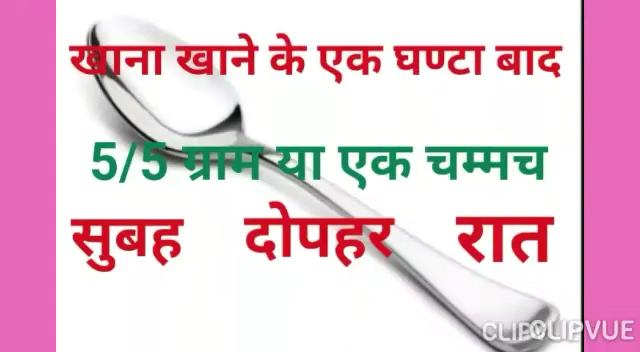 खाना खाने के एक घण्टा बाद
5/5 ग्राम या एक चम्मच
सुबह दोपहर रात
CLIPVUE